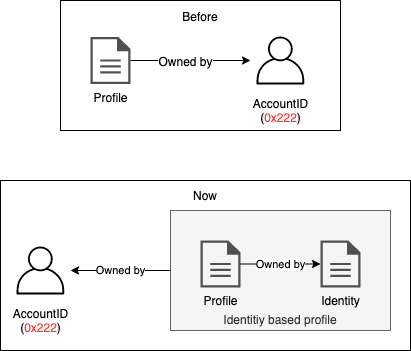 Before
Owned by
Profile
AccountID
(0x222)
Now
Owned by
Owned by
Profile
Identity
AccountID
(0x222)
Identitiy based profile